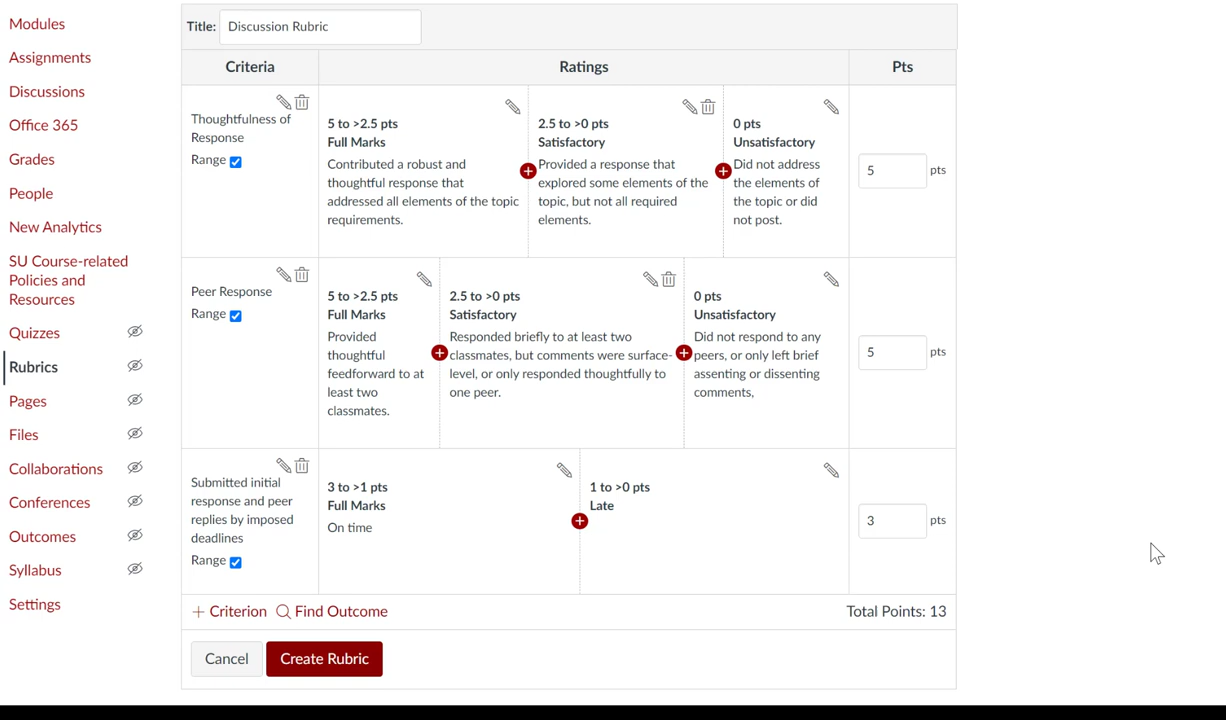 Modules
Assignments
Discussions
Office 365
Grades
People
New Analytics
SU Course-related
Policies and
Resources
Quizzes
Rubrics
Pages
Files
Collaborations
Conferences
Outcomes
Syllabus
Settings
Title: Discussion Rubric
Criteria Ratings Pts
Thoughtfulness of
Response
Range
5 to >2.5 pts
Full Marks
Contributed a robust and
thoughtful response that
addressed all elements of the topic
requirements.
2.5 to >0 pts
Satisfactory
Provided a response that
explored some elements of the
topic, but not all required
elements.
0 pts
Unsatisfactory
Did not address
the elements of
the topic or did
not post.
5 pts
Peer Response
Range
5 to >2.5 pts
Full Marks
Provided
thoughtful
feedforward to at
least two
classmates.
2.5 to >0 pts
Satisfactory
Responded briefly to at least two
classmates, but comments were surface-
level, or only responded thoughtfully to
one peer.
0 pts
Unsatisfactory
Did not respond to any
peers, or only left brief
assenting or dissenting
comments,
5 pts
Submitted initial
response and peer
replies by imposed
deadlines
Range
3 to >1 pts
Full Marks
On time
1 to >0 pts
Late
3 pts
+ Criterion Find Outcome Total Points: 13
Cancel Create Rubric